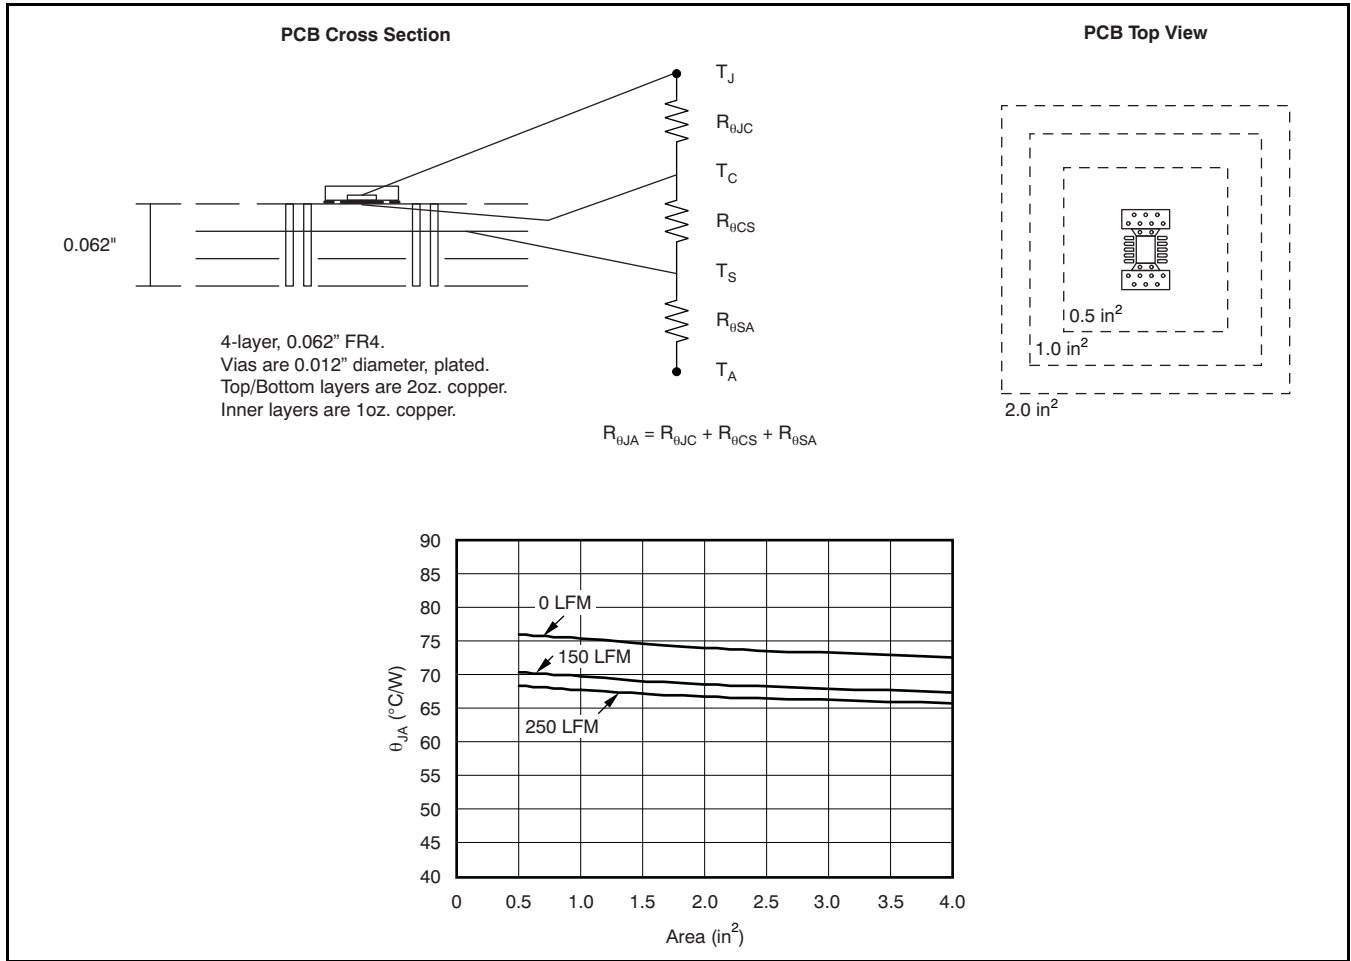 PCB Cross Section
PCB Top View
T_J
R_θJC
T_C
R_θCS
T_S
R_θSA
T_A
0.062"
4-layer, 0.062” FR4.
Vias are 0.012” diameter, plated.
Top/Bottom layers are 2oz. copper.
Inner layers are 1oz. copper.
R_θJA = R_θJC + R_θCS + R_θSA
0.5 in²
1.0 in²
2.0 in²
90
85
80
75
70
65
60
55
50
45
40
θ_JA (°C/W)
0 LFM
150 LFM
250 LFM
0 0.5 1.0 1.5 2.0 2.5 3.0 3.5 4.0
Area (in²)